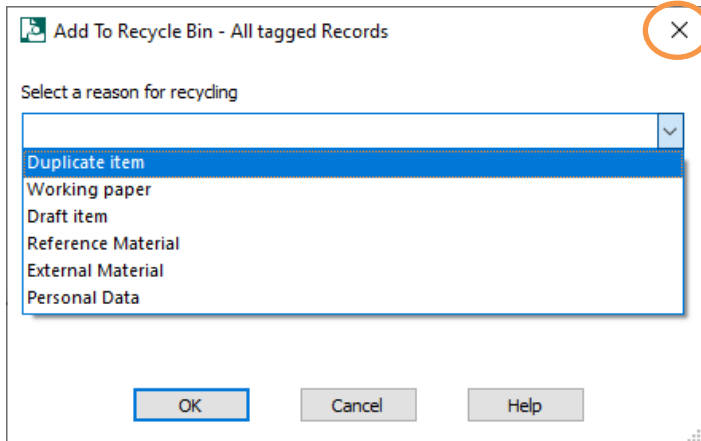 Add To Recycle Bin - All tagged Records
Select a reason for recycling
Duplicate item
Working paper
Draft item
Reference Material
External Material
Personal Data
OK Cancel Help